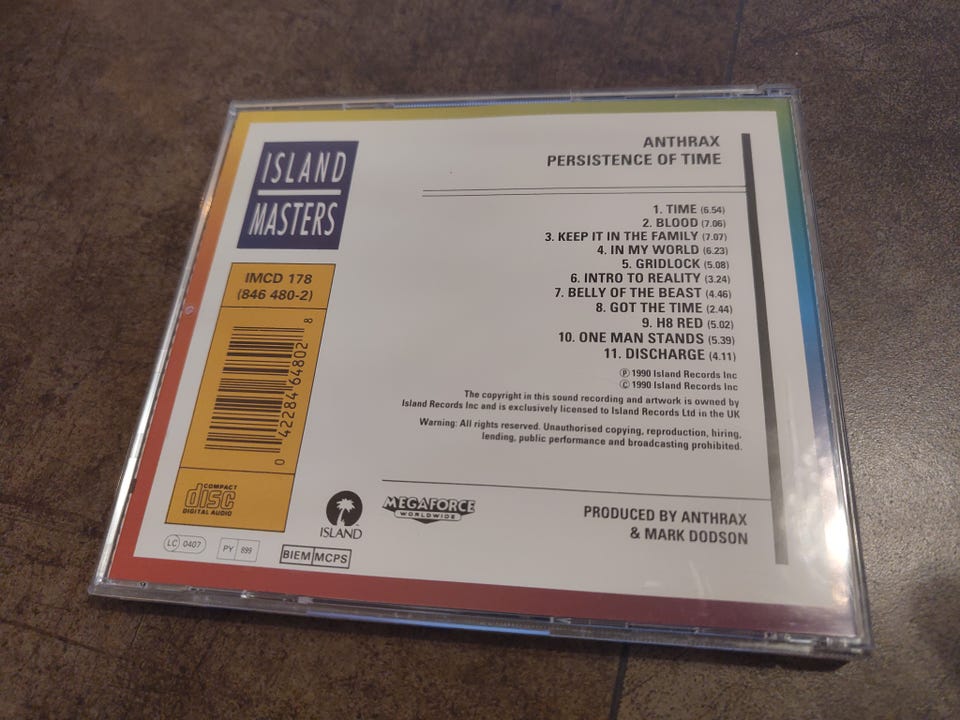 ISLAND
MASTERS
IMCD 178
(846 480-2)
0 42284 64802 8
COMPACT
disc
DIGITAL AUDIO
LC 0407
PY 899
BIEM MCPS
ISLAND
MEGAFORCE
WORLDWIDE
ANTHRAX
PERSISTENCE OF TIME
1. TIME (6.54)
2. BLOOD (7.06)
3. KEEP IT IN THE FAMILY (7.07)
4. IN MY WORLD (6.23)
5. GRIDLOCK (5.08)
6. INTRO TO REALITY (3.24)
7. BELLY OF THE BEAST (4.46)
8. GOT THE TIME (2.44)
9. H8 RED (5.02)
10. ONE MAN STANDS (5.39)
11. DISCHARGE (4.11)
℗ 1990 Island Records Inc
© 1990 Island Records Inc
The copyright in this sound recording and artwork is owned by
Island Records Inc and is exclusively licensed to Island Records Ltd in the UK
Warning: All rights reserved. Unauthorised copying, reproduction, hiring,
lending, public performance and broadcasting prohibited.
PRODUCED BY ANTHRAX
& MARK DODSON